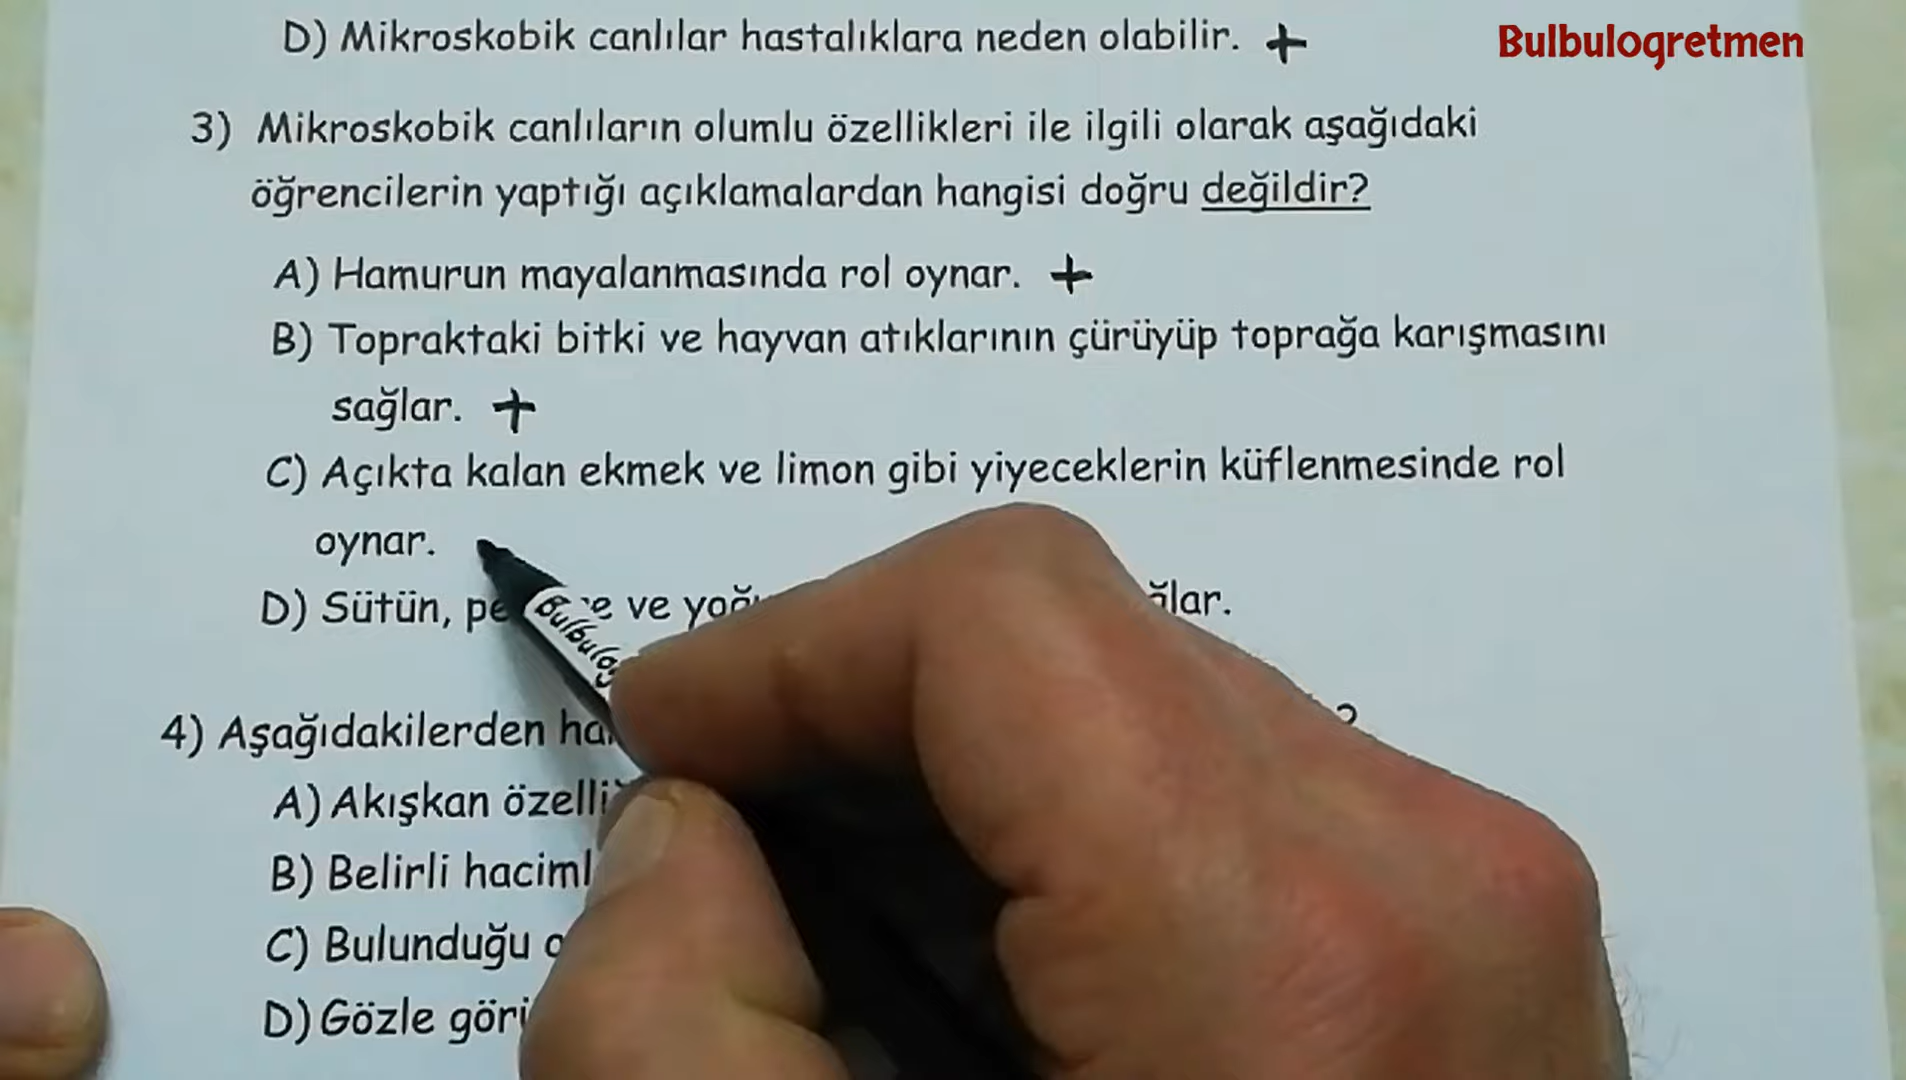 D) Mikroskobik canlılar hastalıklara neden olabilir. +
Bulbulogretmen
3) Mikroskobik canlıların olumlu özellikleri ile ilgili olarak aşağıdaki
öğrencilerin yaptığı açıklamalardan hangisi doğru değildir?
A) Hamurun mayalanmasında rol oynar. +
B) Topraktaki bitki ve hayvan atıklarının çürüyüp toprağa karışmasını
sağlar. +
C) Açıkta kalan ekmek ve limon gibi yiyeceklerin küflenmesinde rol
oynar.
D) Sütün, ve
4) Aşağıdakilerden
A) Akışkan
B) Belirli
C) Bulunduğu
D) Gözle